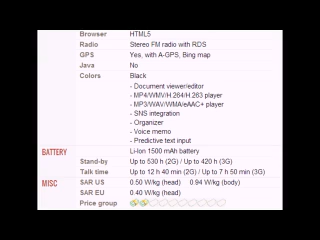 Browser HTML5
Radio Stereo FM radio with RDS
GPS Yes, with A-GPS, Bing map
Java No
Colors Black
- Document viewer/editor
- MP4/WMV/H.264/H263 player
- MP3/WAV/WMA/eAAC+ player
- SNS integration
- Organizer
- Voice memo
- Predictive text input
BATTERY Li-Ion 1500 mAh battery
Stand-by Up to 530 h (2G) / Up to 420 h (3G)
Talk time Up to 12 h 40 min (2G) / Up to 7 h 50 min (3G)
MISC SAR US 0.50 W/kg (head) 0.94 W/kg (body)
SAR EU 0.40 W/kg (head)
Price group